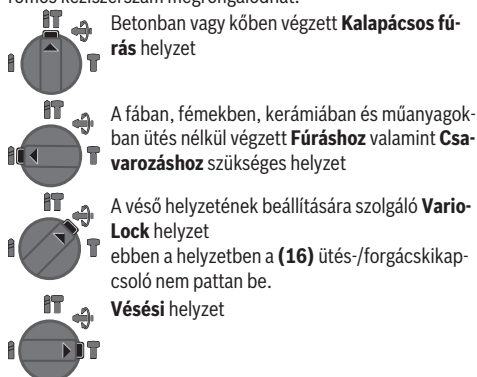 Betonban vagy kőben végzett Kalapácsos fú-
rás helyzet
A fában, fémekben, kerámiában és műanyagok-
ban ütés nélkül végzett Fúráshoz valamint Csa-
varozáshoz szükséges helyzet
A véső helyzetének beállítására szolgáló Vario-
Lock helyzet
ebben a helyzetben a (16) ütés-/forgácskikap-
csoló nem pattan be.
Vésési helyzet